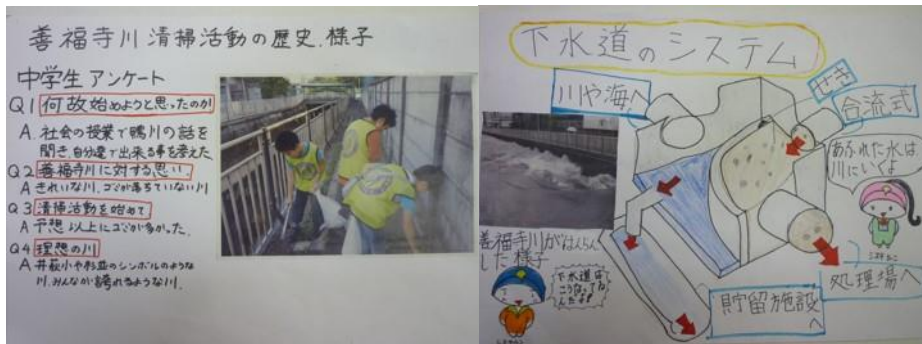 善福寺川清掃活動の歴史.様子
中学生アンケート
Q1 何故始めようと思ったのか
A. 社会の授業で鴨川の話を
聞き、自分達で出来る事を考えた
Q2 善福寺川に対する思い
A きれいな川、ゴミが落ちていない川
Q3 清掃活動を始めて
A 予想以上にゴミが多かった.
Q4 理想の川
A 井荻小や杉並のシンボルのような
川.みんなが誇れるような川.
下水道のシステム
川や海へ
せき
合流式
あふれた水は
川にいくよ
善福寺川がはんらん
した様子
下水道は
こうなってる
んだよ!
処理場へ
貯留施設
へ